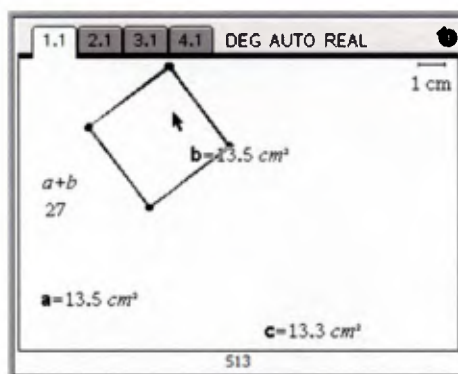 1.1 2.1 3.1 4.1 DEG AUTO REAL
1 cm
b=13.5 cm²
a+b
27
a=13.5 cm²
c=13.3 cm²
513